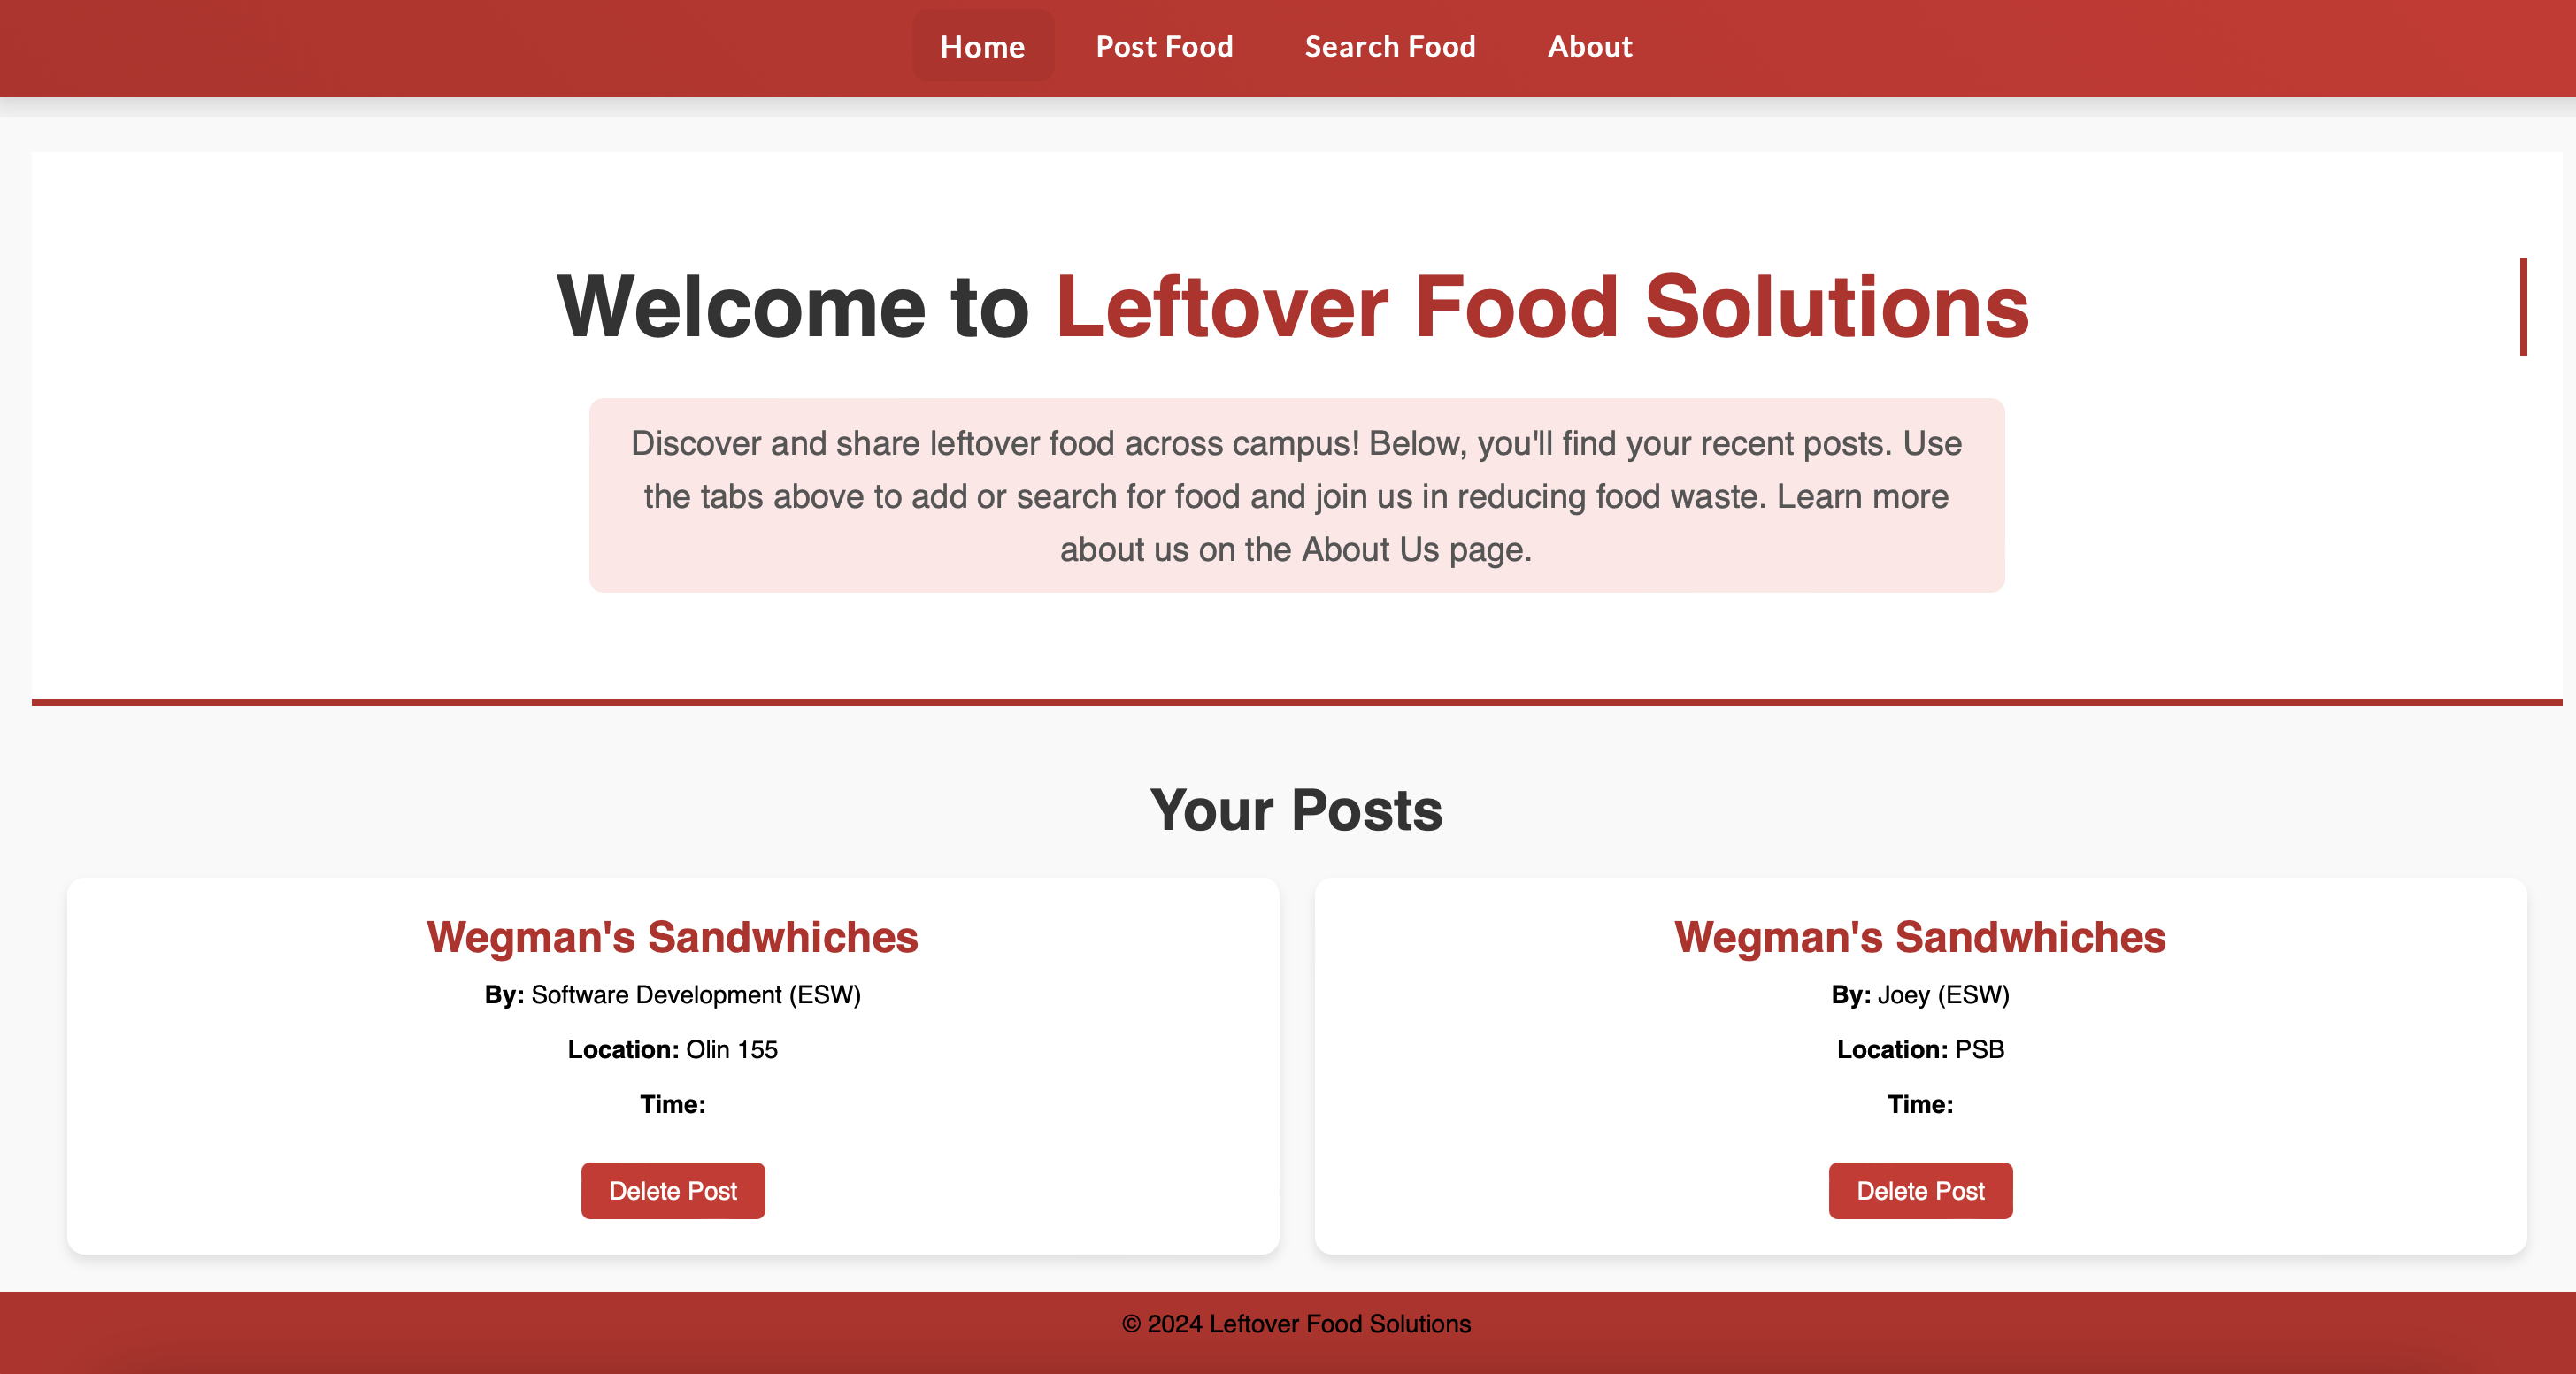 Home Post Food Search Food About
Welcome to Leftover Food Solutions
Discover and share leftover food across campus! Below, you'll find your recent posts. Use
the tabs above to add or search for food and join us in reducing food waste. Learn more
about us on the About Us page.
Your Posts
Wegman's Sandwhiches
By: Software Development (ESW)
Location: Olin 155
Time:
Delete Post
Wegman's Sandwhiches
By: Joey (ESW)
Location: PSB
Time:
Delete Post
© 2024 Leftover Food Solutions